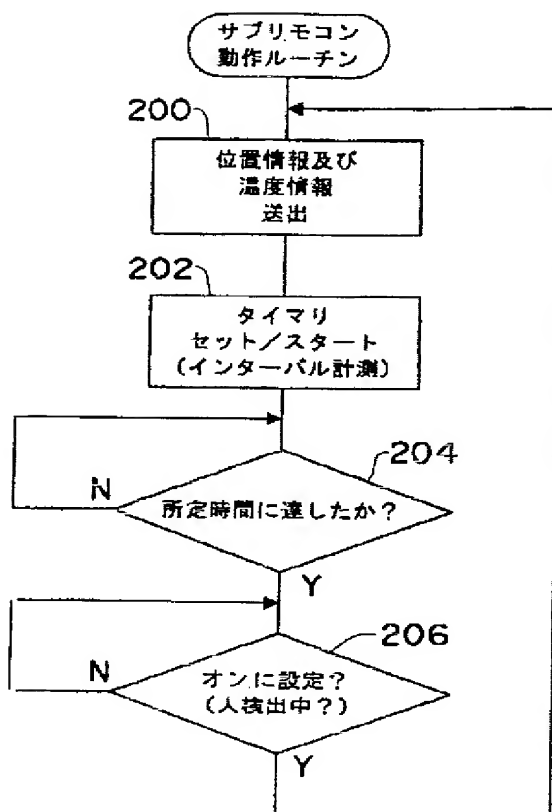 サブリモコン
動作ルーチン
200
位置情報及び
温度情報
送出
202
タイマリ
セット／スタート
(インターバル計測)
204
所定時間に達したか？
N
Y
206
オンに設定？
(人検出中？)
N
Y